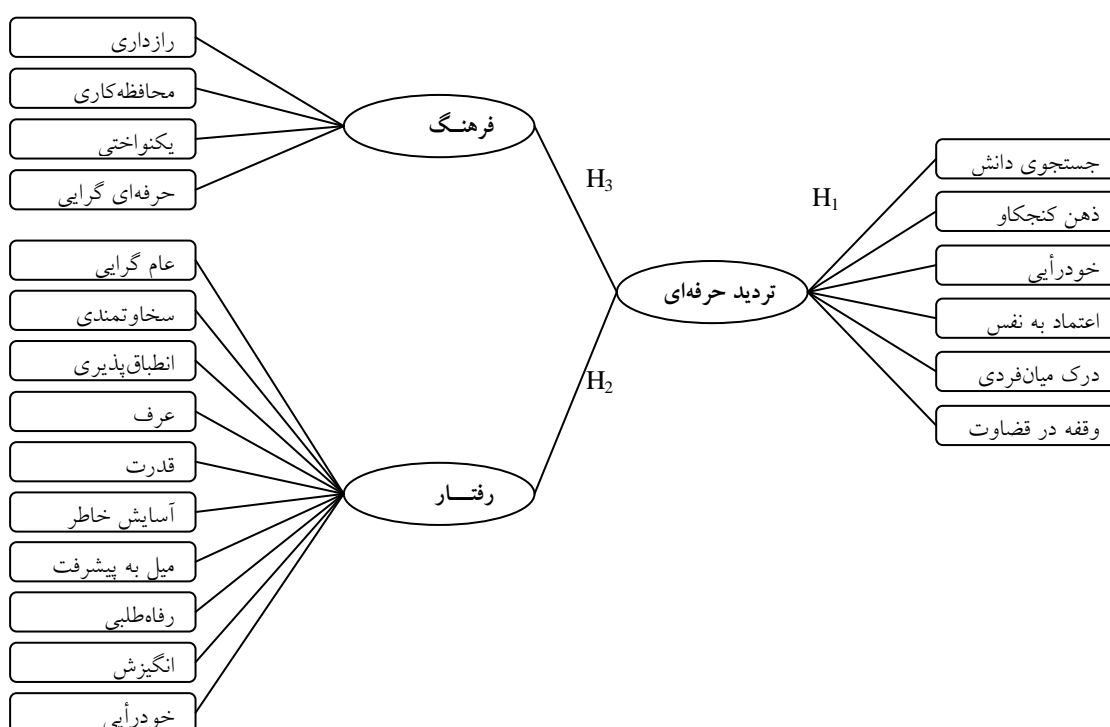 رازداری
محافظه‌کاری
یکنواختی
حرفه‌ای گرایی
فرهنـگ
H3
H1
جستجوی دانش
ذهن کنجکاو
خودرأیی
اعتماد به نفس
درک میان‌فردی
وقفه در قضاوت
تردید حرفه‌ای
H2
عام گرایی
سخاوتمندی
انطباق‌پذیری
عرف
قدرت
آسایش خاطر
میل به پیشرفت
رفاه‌طلبی
انگیزش
خودرأیی
رفتــار